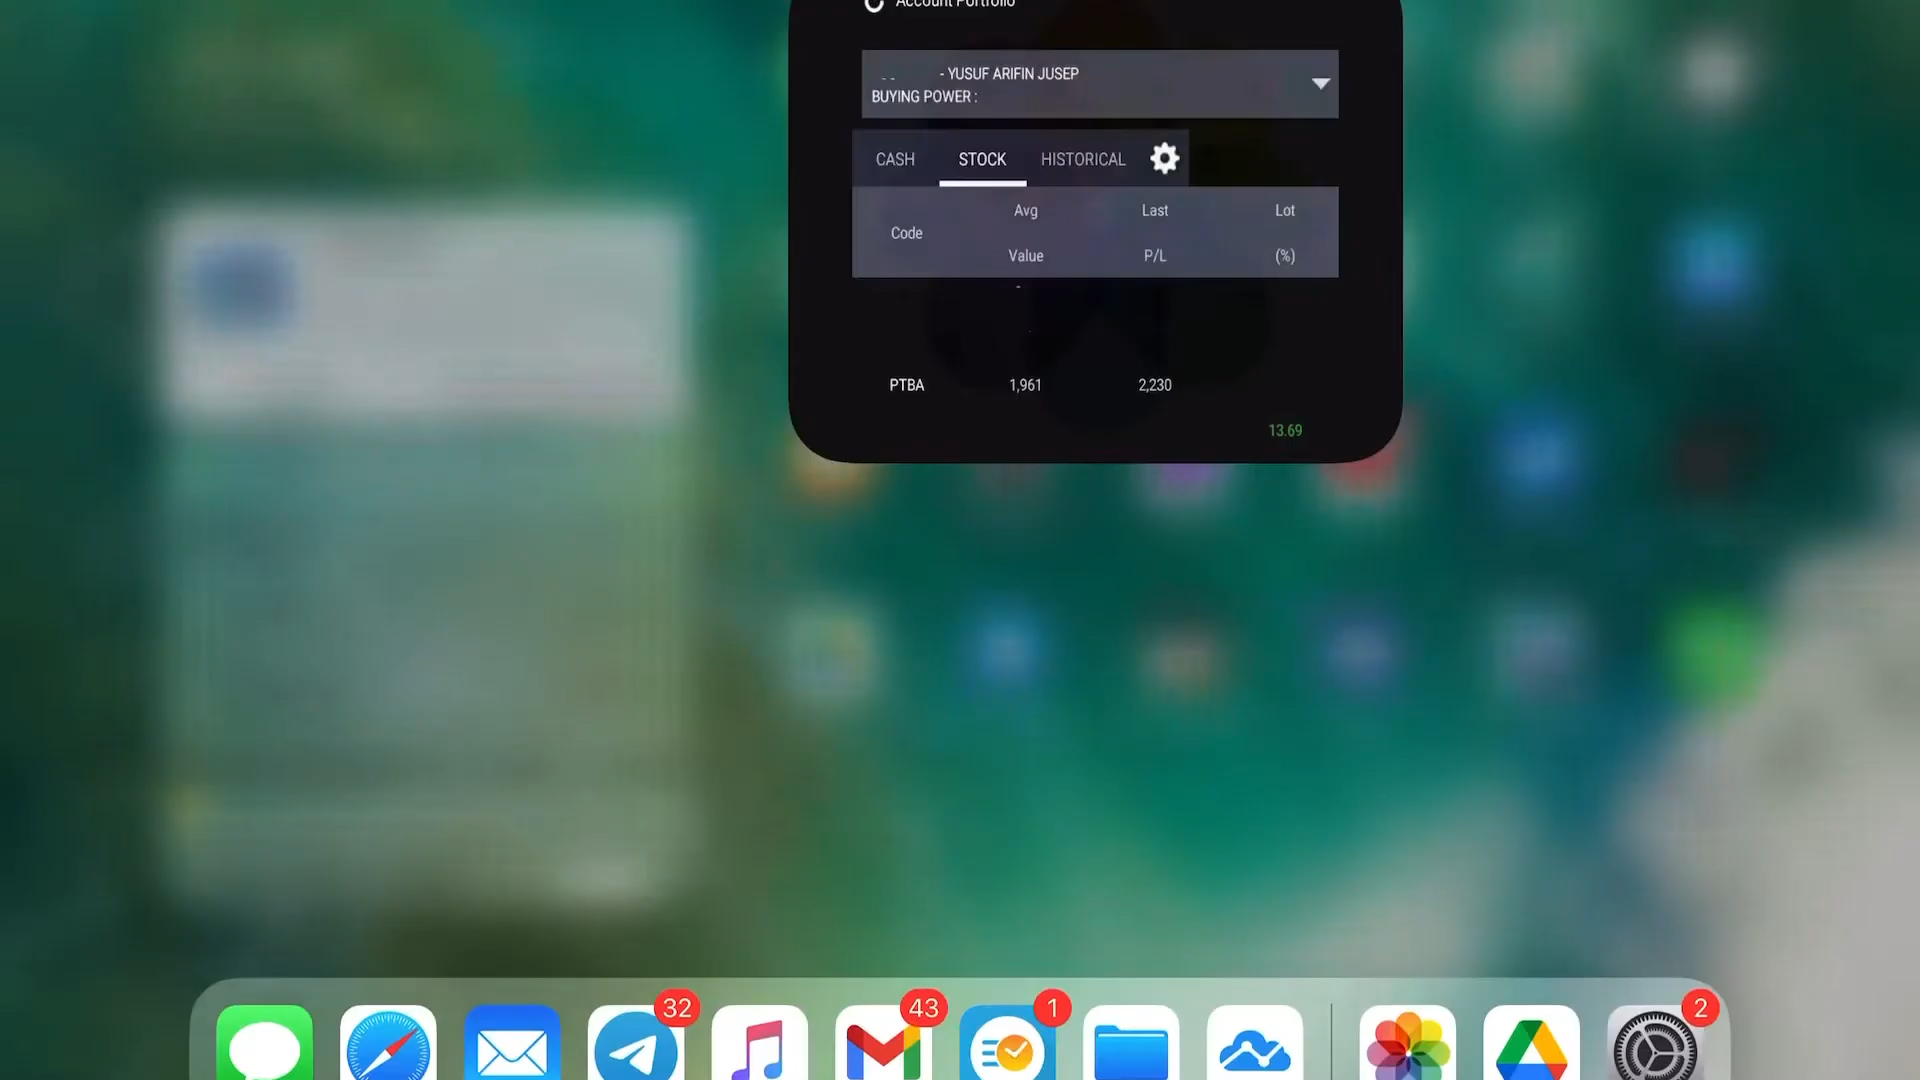 Account Portfolio
- YUSUF ARIFIN JUSEP
BUYING POWER :
CASH STOCK HISTORICAL
Avg Last Lot
Code
Value P/L (%)
PTBA 1,961 2,230
13.69
32 43 1 2